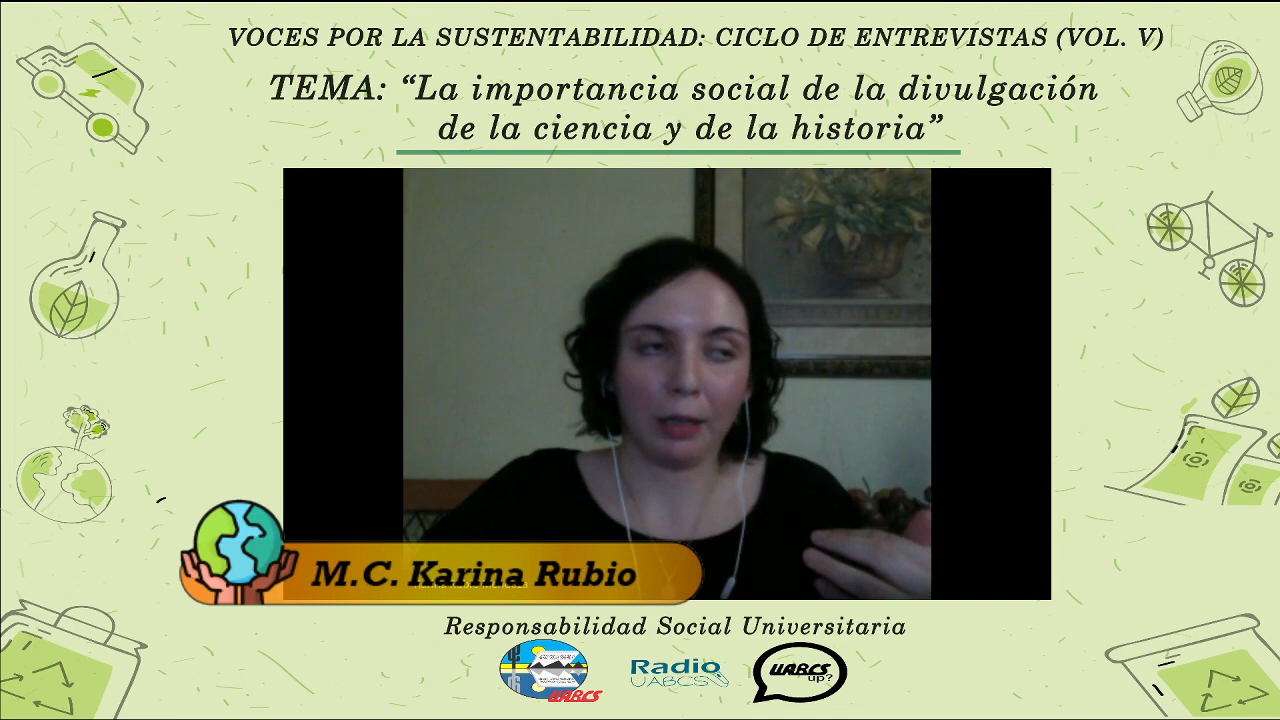 VOCES POR LA SUSTENTABILIDAD: CICLO DE ENTREVISTAS (VOL. V)
TEMA: “La importancia social de la divulgación
de la ciencia y de la historia”
M.C. Karina Rubio
Responsabilidad Social Universitaria
UABCS
Radio
UABCS
UABCS
up?